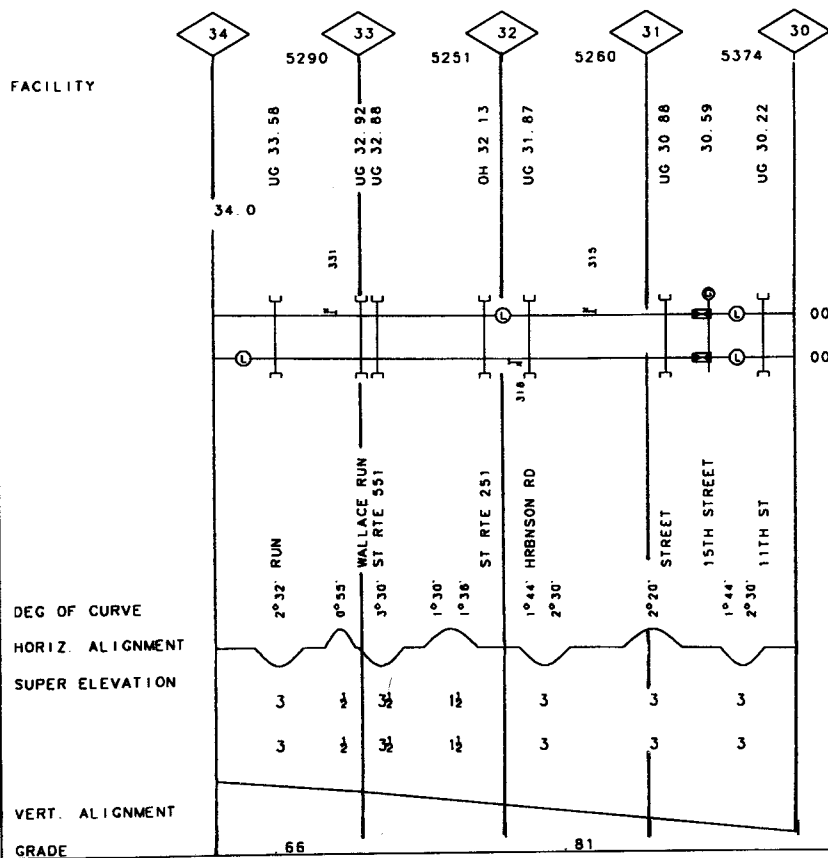 34 33 32 31 30
5290 5251 5260 5374
FACILITY
UG 33.58
UG 32.92
UG 32.88
OH 32 13
UG 31.87
UG 30 88
30.59
UG 30.22
34.0
331
315
L
G
L
00
L
L
00
318
RUN
WALLACE RUN
ST RTE 551
ST RTE 251
HRBNSON RD
STREET
15TH STREET
11TH ST
DEG OF CURVE
2°32'
0°55'
3°30'
1°30'
1°36'
1°44'
2°30'
2°20'
1°44'
2°30'
HORIZ. ALIGNMENT
SUPER ELEVATION
3 ½ 3½ 1½ 3 3 3
3 ½ 3½ 1½ 3 3 3
VERT. ALIGNMENT
GRADE .66 .81